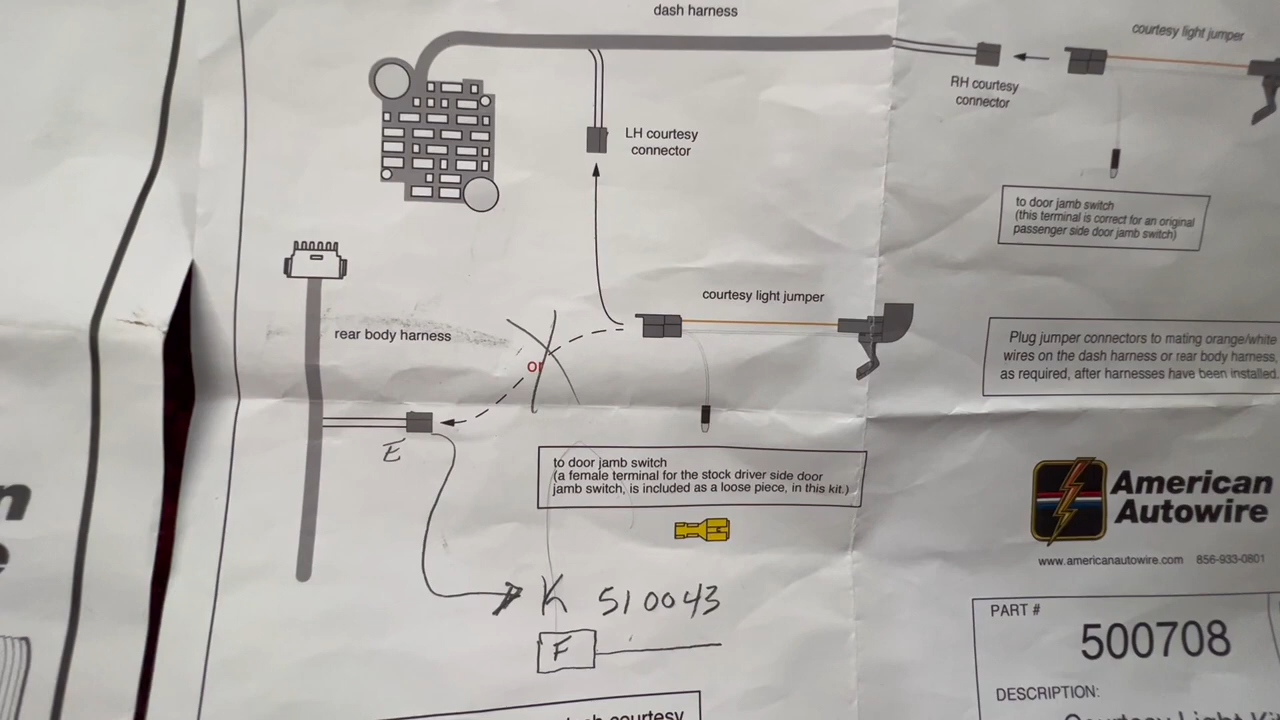 dash harness
courtesy light jumper
RH courtesy
connector
LH courtesy
connector
to door jamb switch
(this terminal is correct for an original
passenger side door jamb switch)
courtesy light jumper
rear body harness
or
Plug jumper connectors to mating orange/white
wires on the dash harness or rear body harness,
as required, after harnesses have been installed.
E
to door jamb switch
(a female terminal for the stock driver side door
jamb switch, is included as a loose piece, in this kit.)
American
Autowire
www.americanautowire.com 856-933-0801
K 510043
F
PART #
500708
DESCRIPTION:
Courtesy Light
courtesy